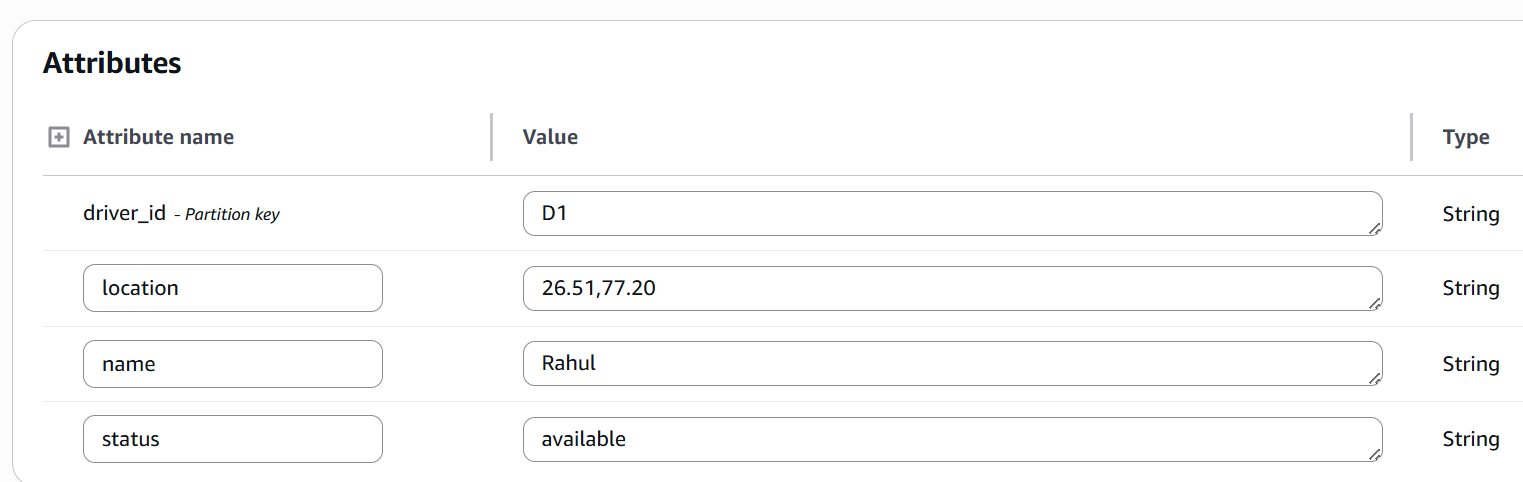 Attributes
Attribute name Value Type
driver_id - Partition key D1 String
location 26.51,77.20 String
name Rahul String
status available String